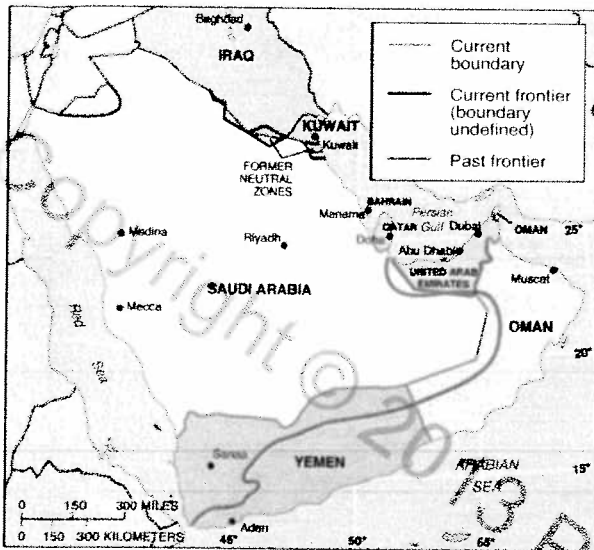 Baghdad
IRAQ
Current
boundary
Current frontier
(boundary
undefined)
Past frontier
KUWAIT
Kuwait
FORMER
NEUTRAL
ZONES
BAHRAIN
Manama
Persian
Gulf
QATAR
Doha
Dubai
OMAN
25°
Medina
Riyadh
Abu Dhabi
UNITED ARAB
EMIRATES
Muscat
SAUDI ARABIA
Mecca
OMAN
Red
Sea
20°
Sanaa
YEMEN
ARABIAN
SEA
15°
0 150 300 MILES
0 150 300 KILOMETERS
Aden
45°
50°
55°
Copyright © 2013 R